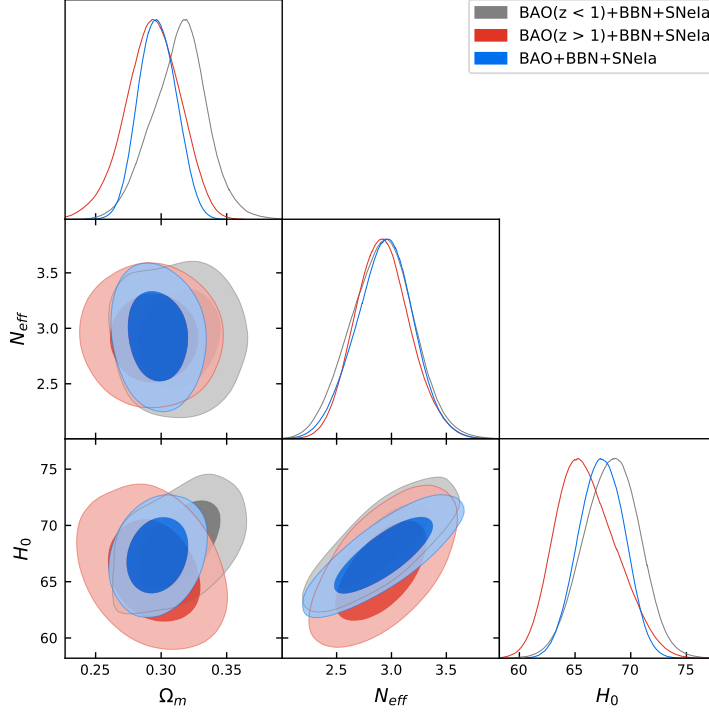 BAO(z < 1)+BBN+SNeIa
BAO(z > 1)+BBN+SNeIa
BAO+BBN+SNeIa
3.5
3.0
2.5
N_eff
75
70
65
60
H_0
0.25 0.30 0.35
2.5 3.0 3.5
60 65 70 75
Ω_m
N_eff
H_0